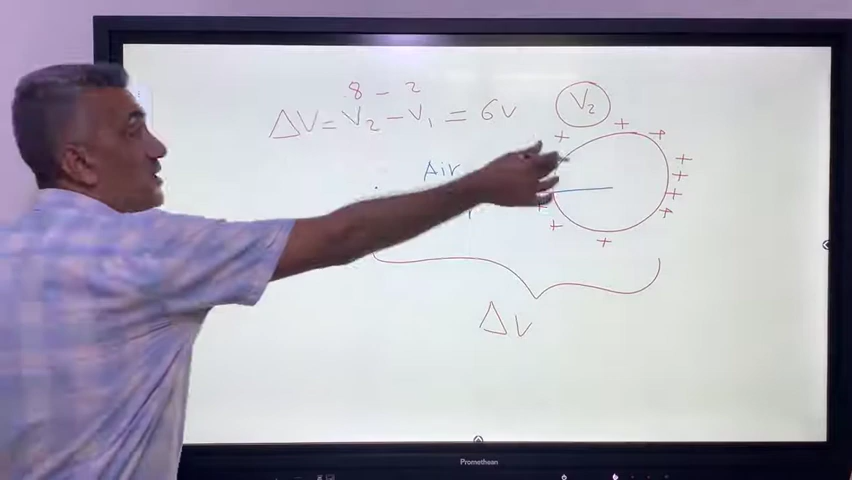 8 - 2
ΔV = V₂ - V₁ = 6v
V₂
Air
ΔV
Promethean